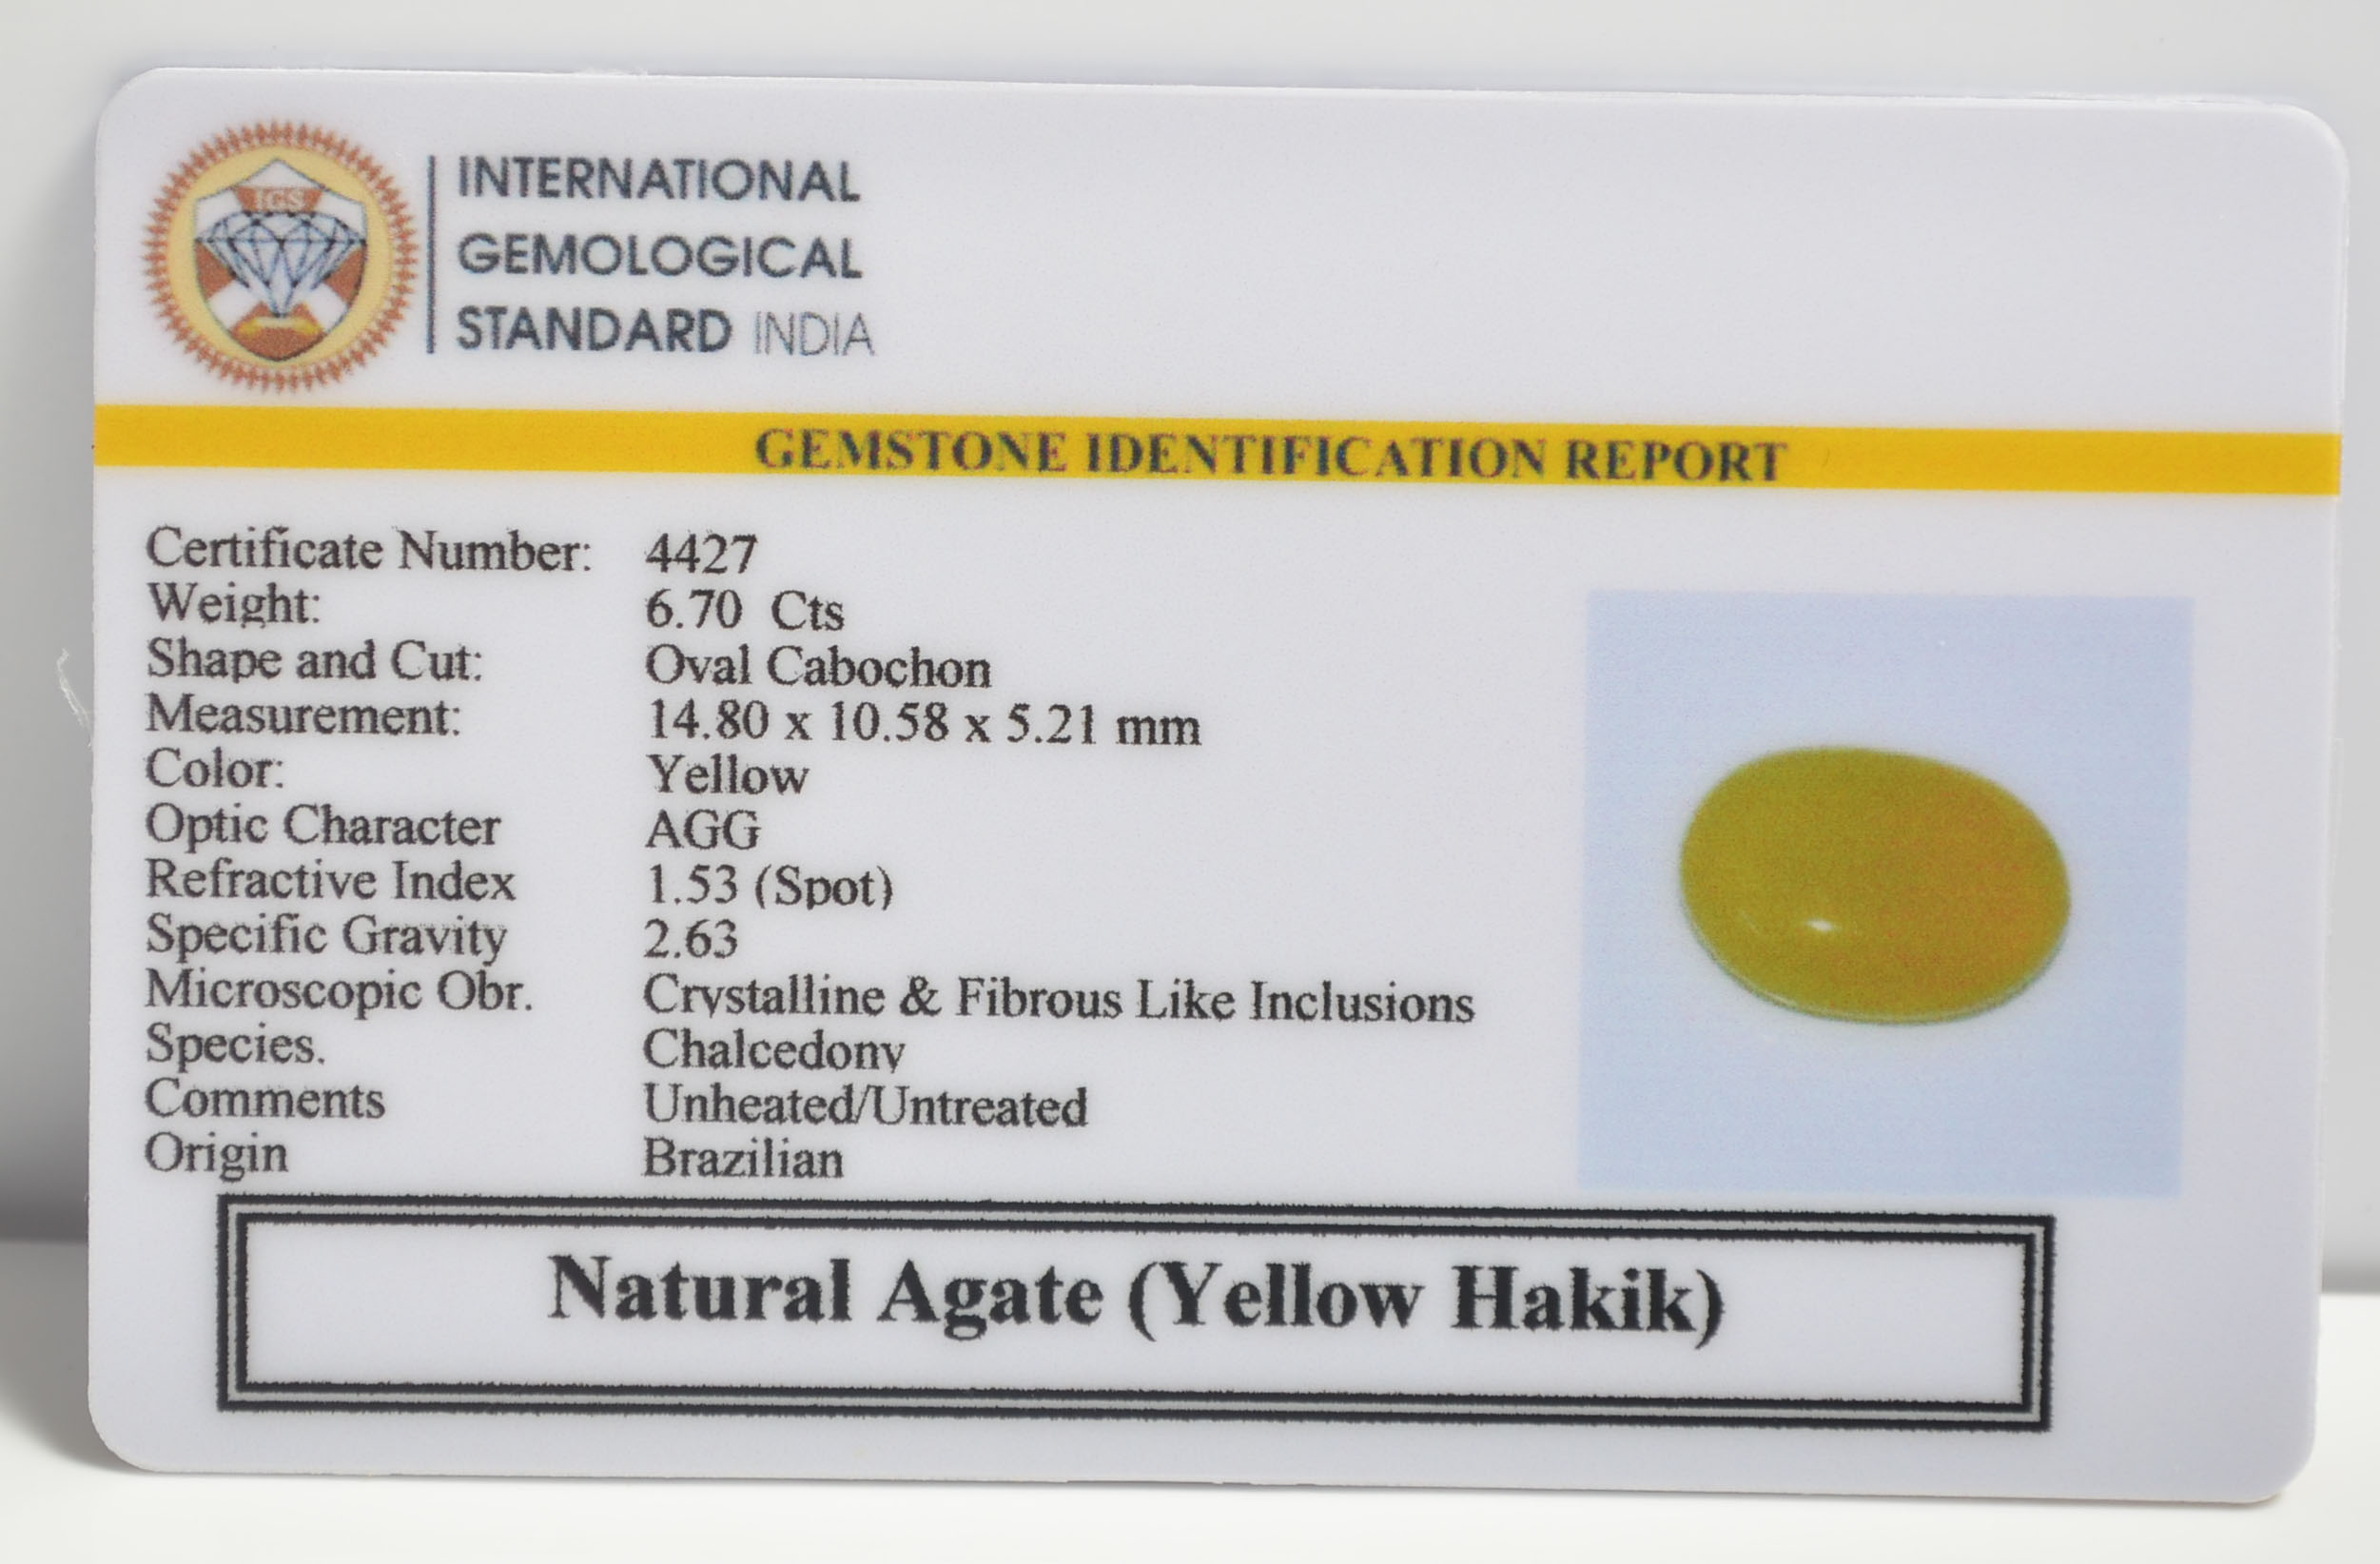 IGS
INTERNATIONAL
GEMOLOGICAL
STANDARD INDIA
GEMSTONE IDENTIFICATION REPORT
Certificate Number: 4427
Weight: 6.70 Cts
Shape and Cut: Oval Cabochon
Measurement: 14.80 x 10.58 x 5.21 mm
Color: Yellow
Optic Character AGG
Refractive Index 1.53 (Spot)
Specific Gravity 2.63
Microscopic Obr. Crystalline & Fibrous Like Inclusions
Species. Chalcedony
Comments Unheated/Untreated
Origin Brazilian
Natural Agate (Yellow Hakik)